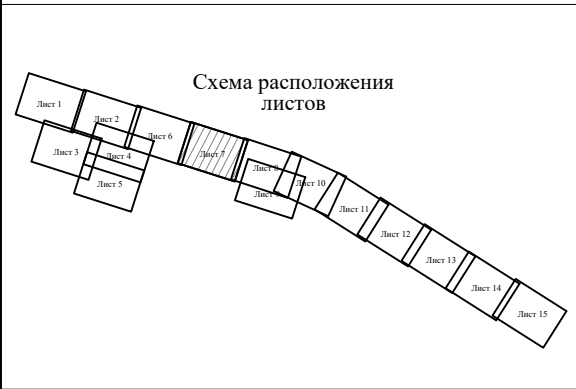 Схема расположения
листов
Лист 1
Лист 2
Лист 6
Лист 3
Лист 4
Лист 7
Лист 5
Лист 8
Лист 10
Лист 11
Лист 12
Лист 13
Лист 14
Лист 15